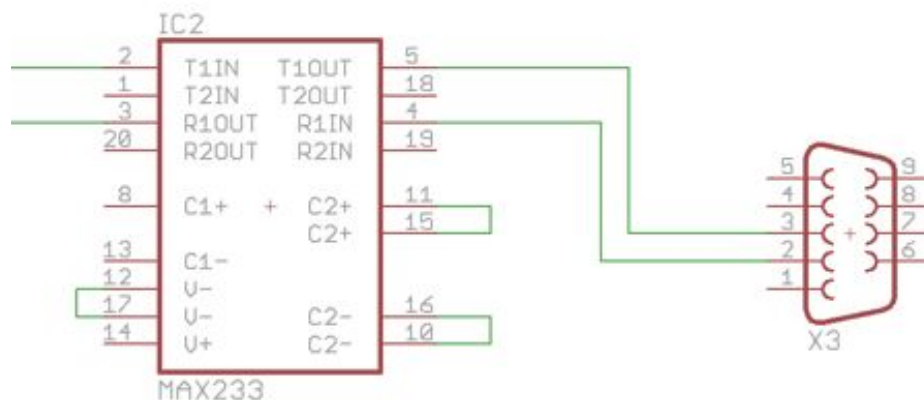 IC2
2 T1IN T1OUT 5
1 T2IN T2OUT 18
3 R1OUT R1IN 4
20 R2OUT R2IN 19
8 C1+ + C2+ 11
C2+ 15
13 C1-
12 V-
17 V- C2- 16
14 V+ C2- 10
MAX233
5 9
4 8
3 + 7
2 6
1
X3